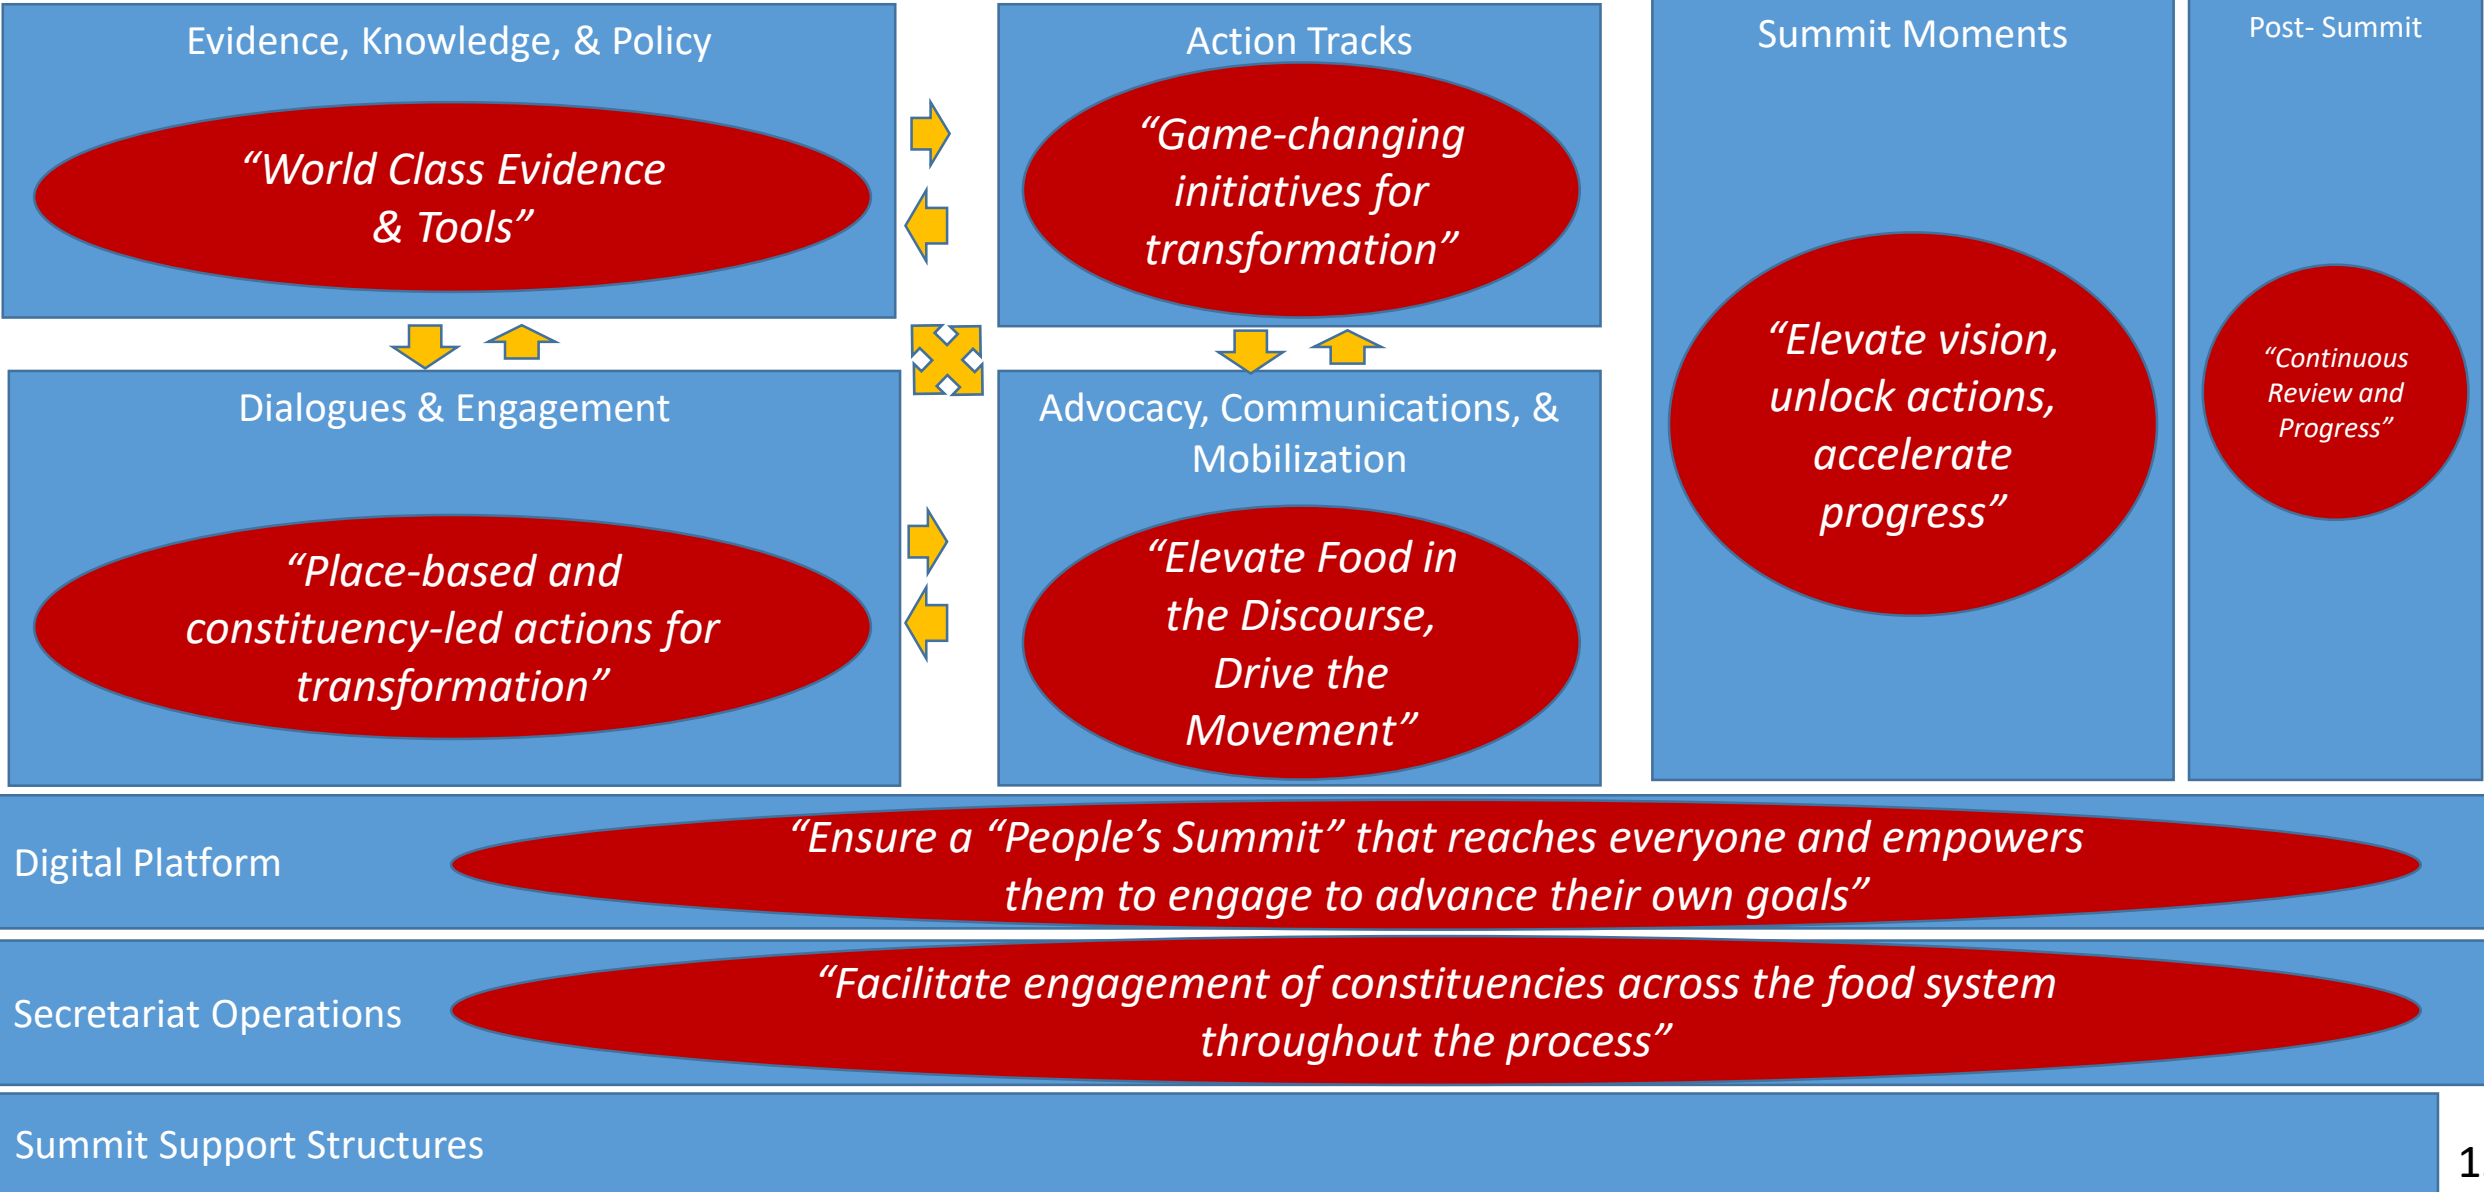 Evidence, Knowledge, & Policy
“World Class Evidence
& Tools”
Action Tracks
“Game-changing
initiatives for
transformation”
Dialogues & Engagement
“Place-based and
constituency-led actions for
transformation”
Advocacy, Communications, &
Mobilization
“Elevate Food in
the Discourse,
Drive the
Movement”
Summit Moments
“Elevate vision,
unlock actions,
accelerate
progress”
Post- Summit
“Continuous
Review and
Progress”
Digital Platform
“Ensure a “People’s Summit” that reaches everyone and empowers
them to engage to advance their own goals”
Secretariat Operations
“Facilitate engagement of constituencies across the food system
throughout the process”
Summit Support Structures